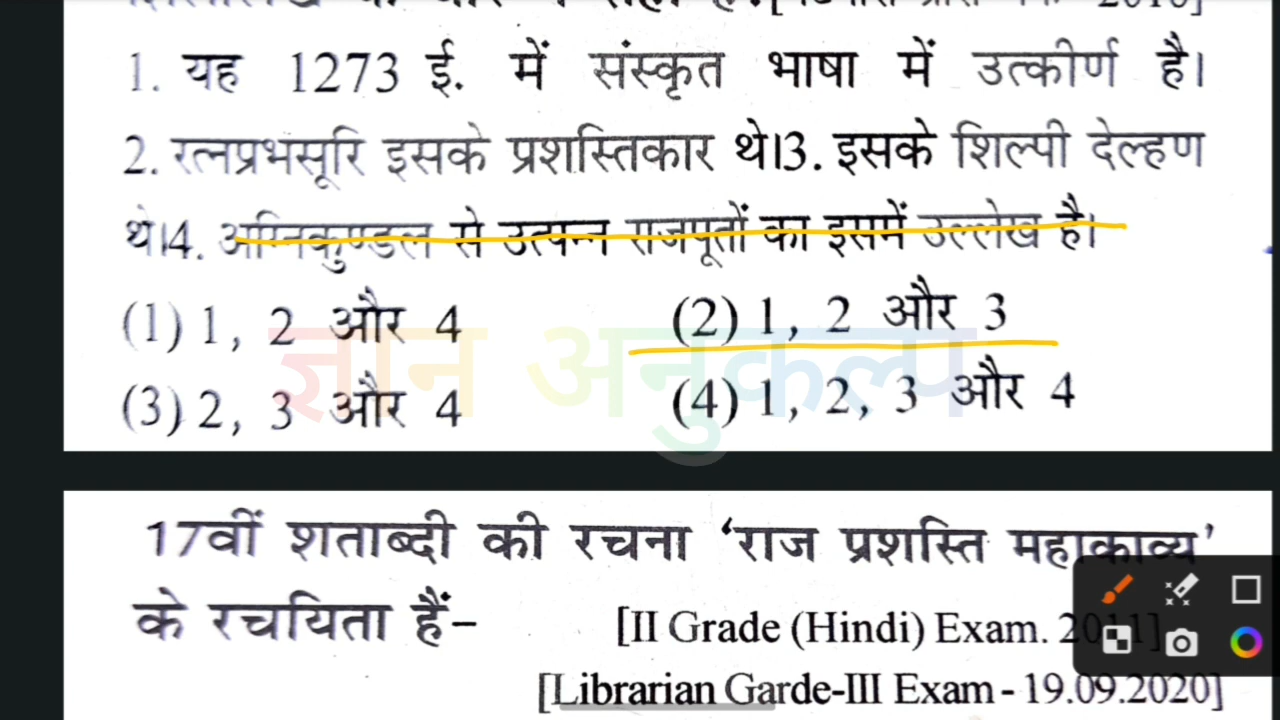 1. यह 1273 ई. में संस्कृत भाषा में उत्कीर्ण है।
2. रत्नप्रभसूरि इसके प्रशस्तिकार थे।3. इसके शिल्पी देल्हण
थे।4. अग्निकुण्डल से उत्पन्न राजपूतों का इसमें उल्लेख है।
(1) 1, 2 और 4 (2) 1, 2 और 3
ज्ञान अनुकल्प
(3) 2, 3 और 4 (4) 1, 2, 3 और 4
17वीं शताब्दी की रचना ‘राज प्रशस्ति महाकाव्य’
के रचयिता हैं– [II Grade (Hindi) Exam. 2011]
[Librarian Garde-III Exam - 19.09.2020]